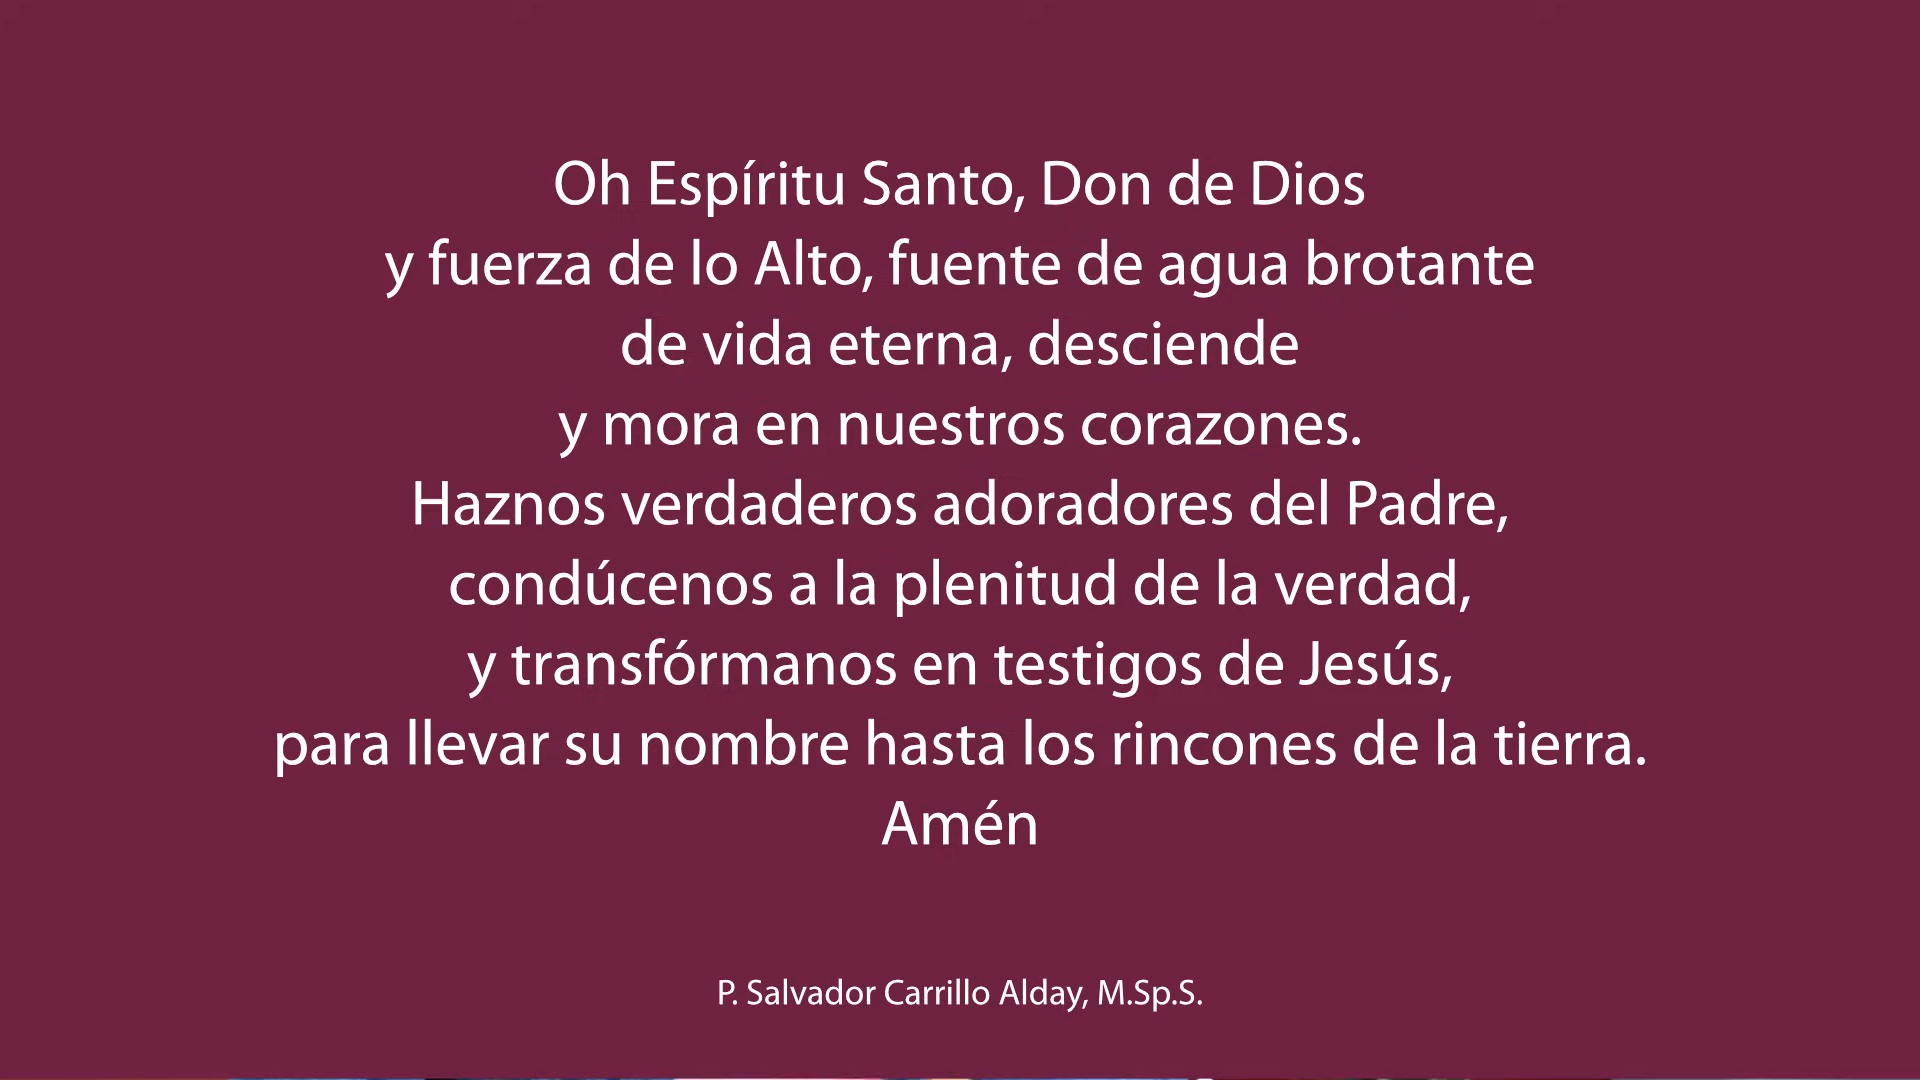 Oh Espíritu Santo, Don de Dios
y fuerza de lo Alto, fuente de agua brotante
de vida eterna, desciende
y mora en nuestros corazones.
Haznos verdaderos adoradores del Padre,
condúcenos a la plenitud de la verdad,
y transfórmanos en testigos de Jesús,
para llevar su nombre hasta los rincones de la tierra.
Amén
P. Salvador Carrillo Alday, M.Sp.S.